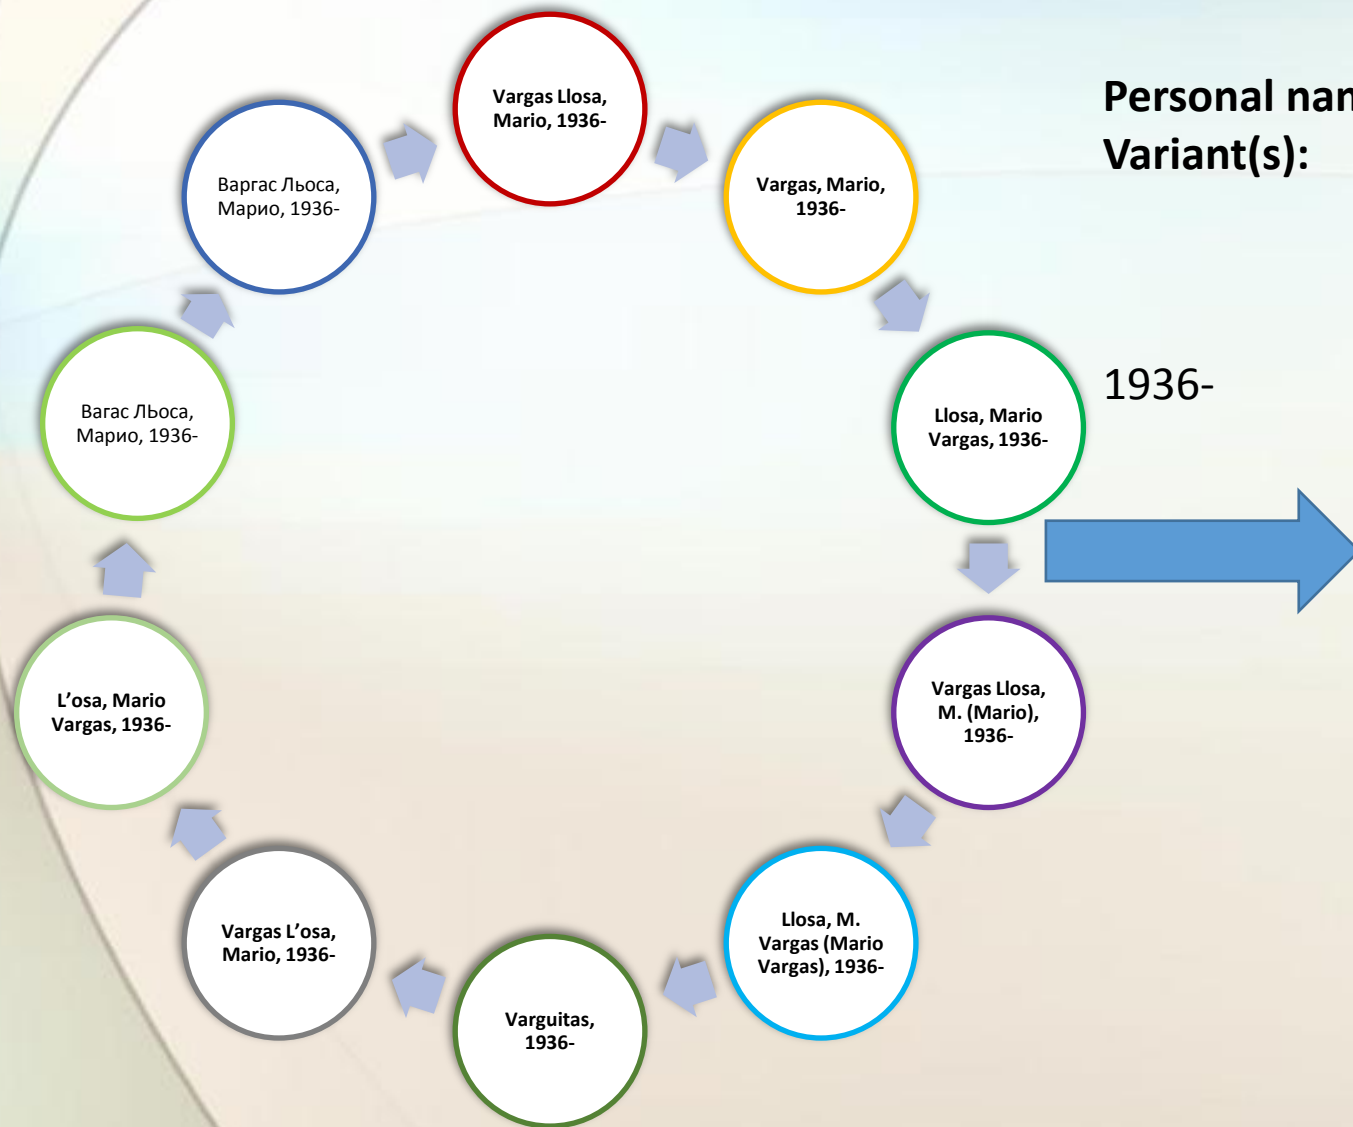 Personal nan
Variant(s):
1936-
Vargas Llosa,
Mario, 1936-
Vargas, Mario,
1936-
Llosa, Mario
Vargas, 1936-
Vargas Llosa,
M. (Mario),
1936-
Llosa, M.
Vargas (Mario
Vargas), 1936-
Varguitas,
1936-
Vargas L’osa,
Mario, 1936-
L’osa, Mario
Vargas, 1936-
Вагас ЛЬоса,
Марио, 1936-
Варгас Льоса,
Марио, 1936-